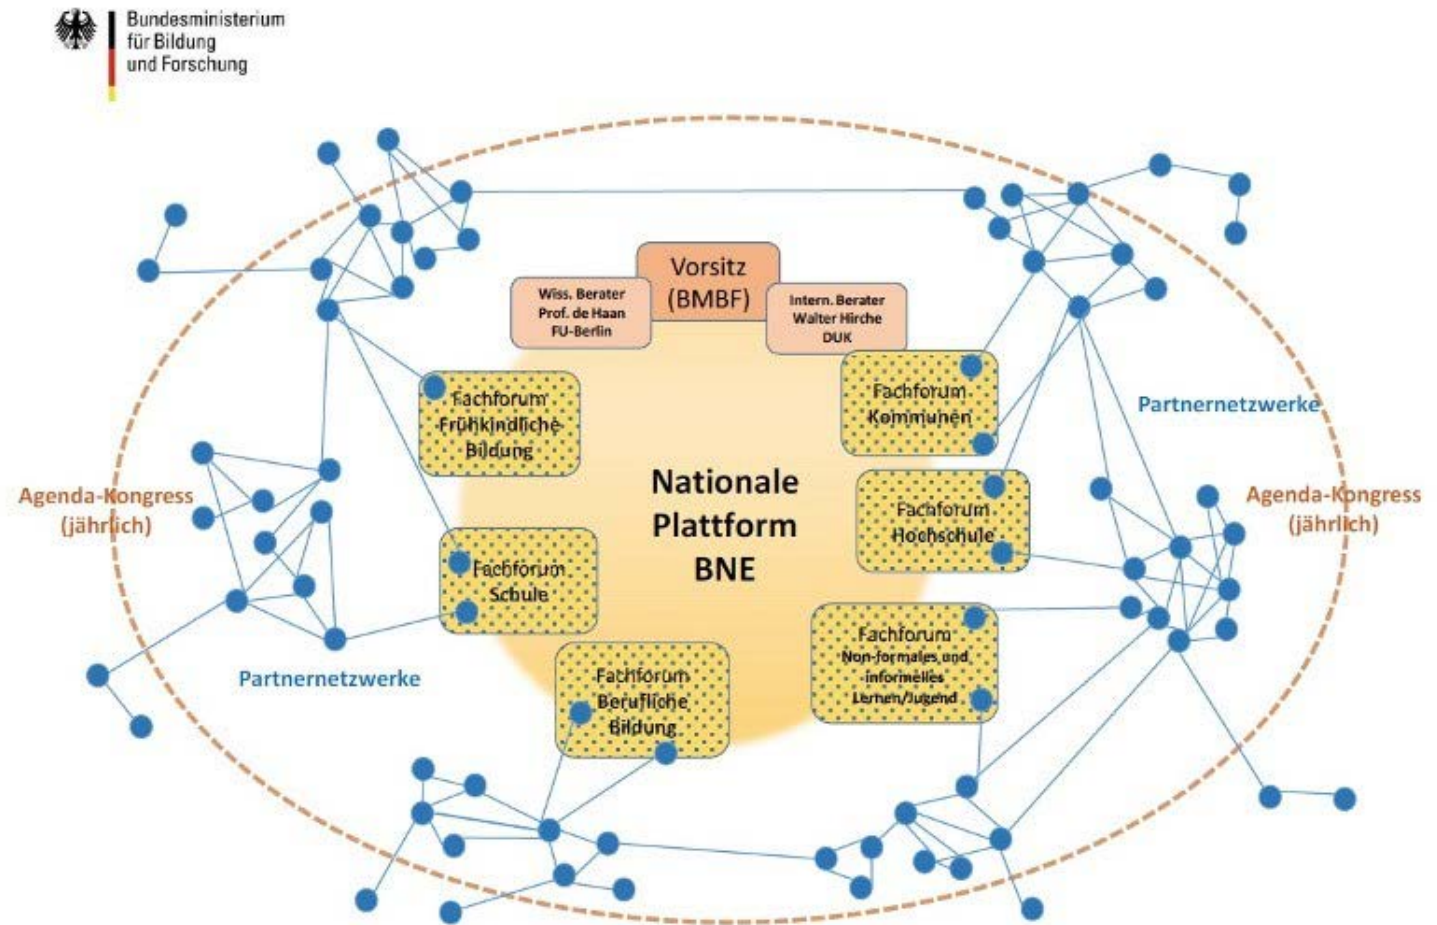 Bundesministerium
für Bildung
und Forschung
Vorsitz
(BMBF)
Wiss. Berater
Prof. de Haan
FU-Berlin
Intern. Berater
Walter Hirche
DUK
Fachforum
Frühkindliche
Bildung
Fachforum
Kommunen
Partnernetzwerke
Agenda-Kongress
(jährlich)
Nationale
Plattform
BNE
Fachforum
Hochschule
Agenda-Kongress
(jährlich)
Fachforum
Schule
Fachforum
Non-formales und
informelles
Lernen/Jugend
Partnernetzwerke
Fachforum
Berufliche
Bildung